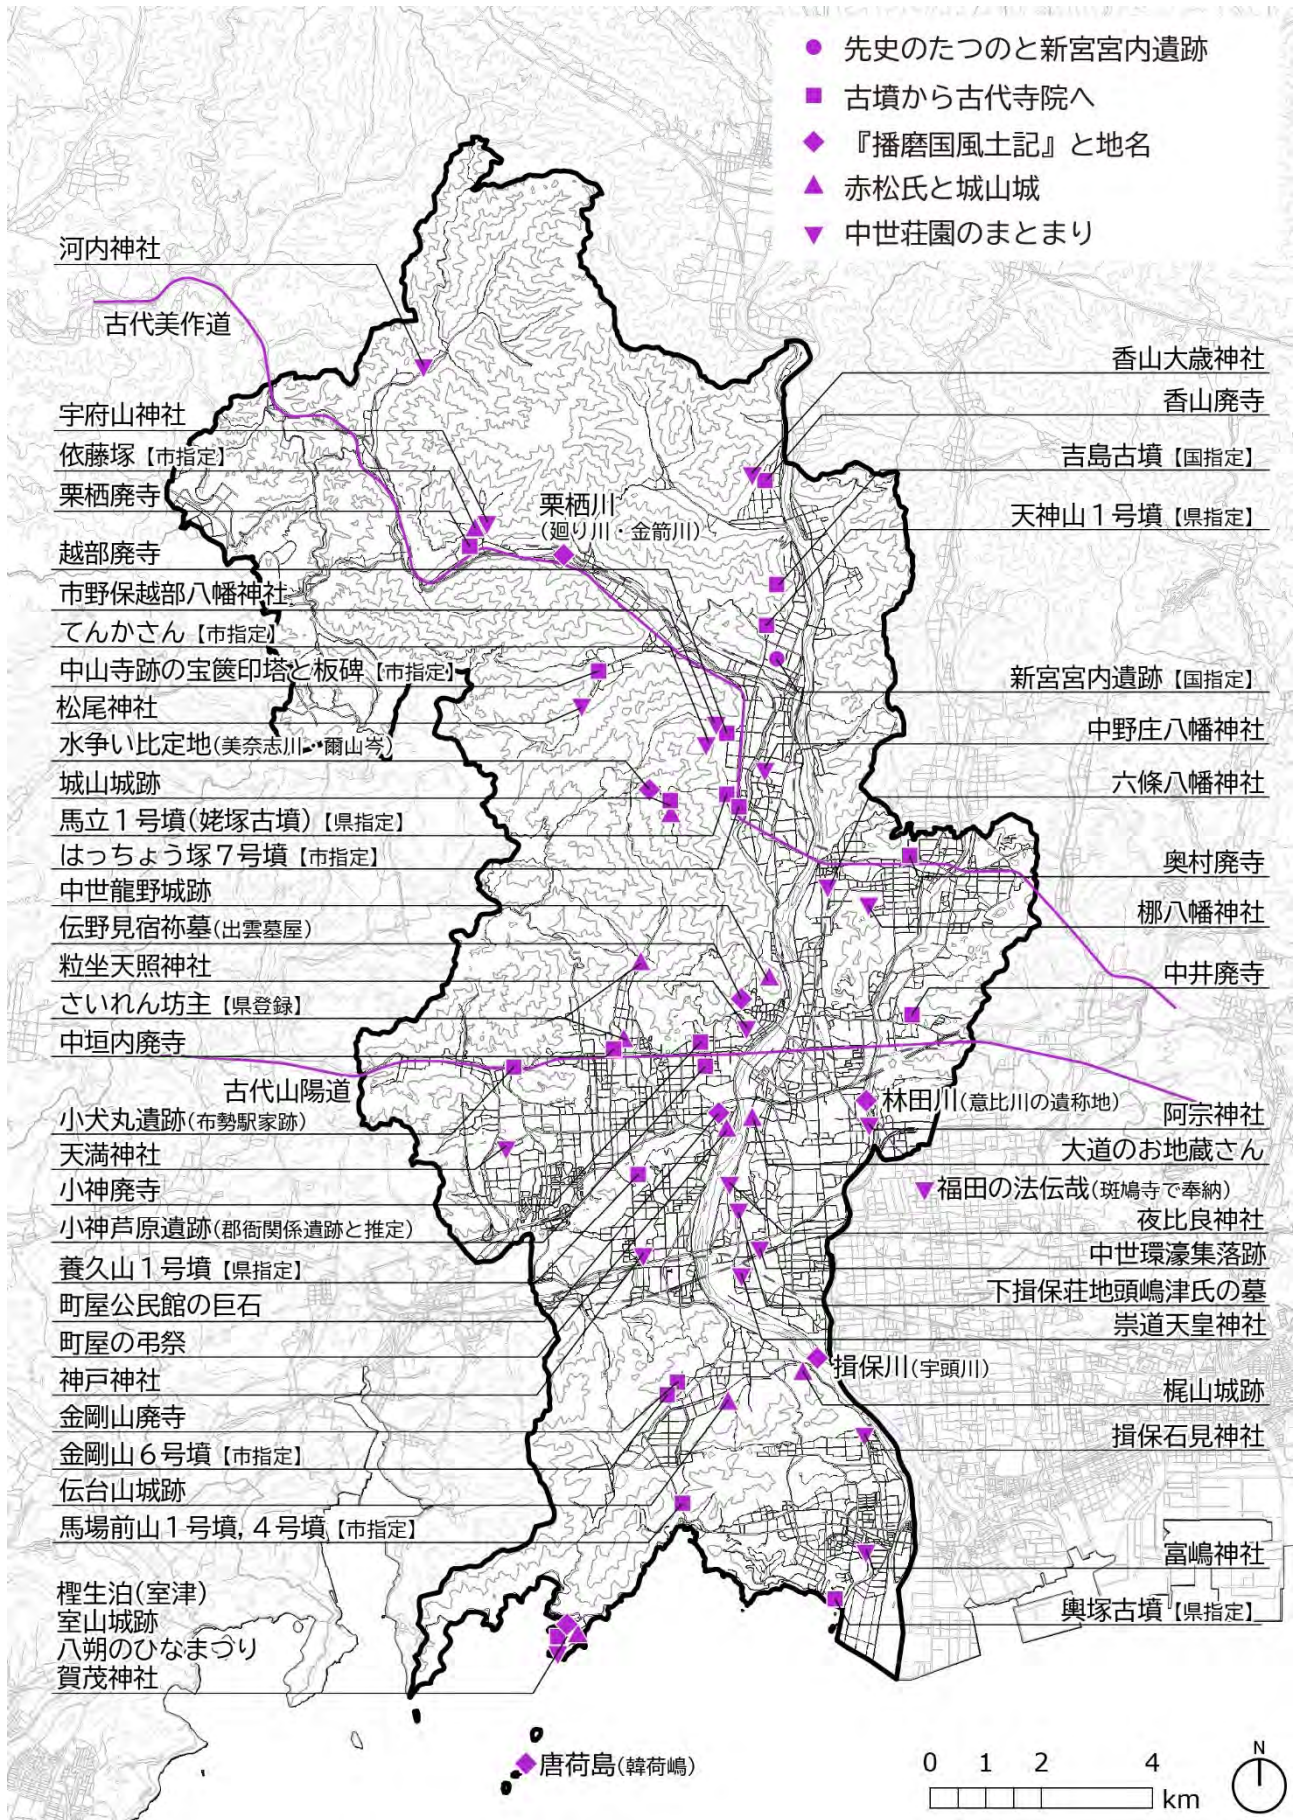 先史のたつのと新宮宮内遺跡
古墳から古代寺院へ
『播磨国風土記』と地名
赤松氏と城山城
中世荘園のまとまり
河内神社
古代美作道
宇府山神社
依藤塚【市指定】
栗栖廃寺
越部廃寺
市野保越部八幡神社
てんかさん【市指定】
中山寺跡の宝篋印塔と板碑【市指定】
松尾神社
水争い比定地(美奈志川・爾山岑)
城山城跡
馬立1号墳(姥塚古墳)【県指定】
はっちょう塚7号墳【市指定】
中世龍野城跡
伝野見宿祢墓(出雲墓屋)
粒坐天照神社
さいれん坊主【県登録】
中垣内廃寺
古代山陽道
小犬丸遺跡(布勢駅家跡)
天満神社
小神廃寺
小神芦原遺跡(郡衙関係遺跡と推定)
養久山1号墳【県指定】
町屋公民館の巨石
町屋の弔祭
神戸神社
金剛山廃寺
金剛山6号墳【市指定】
伝台山城跡
馬場前山1号墳,4号墳【市指定】
樫生泊(室津)
室山城跡
八朔のひなまつり
賀茂神社
栗栖川
(廻り川・金箭川)
香山大歳神社
香山廃寺
吉島古墳【国指定】
天神山1号墳【県指定】
新宮宮内遺跡【国指定】
中野庄八幡神社
六條八幡神社
奥村廃寺
梛八幡神社
中井廃寺
林田川(意比川の遺称地)
阿宗神社
大道のお地蔵さん
福田の法伝哉(斑鳩寺で奉納)
夜比良神社
中世環濠集落跡
下揖保荘地頭嶋津氏の墓
崇道天皇神社
揖保川(宇頭川)
梶山城跡
揖保石見神社
富嶋神社
輿塚古墳【県指定】
唐荷島(韓荷嶋)
0 1 2 4
km
N